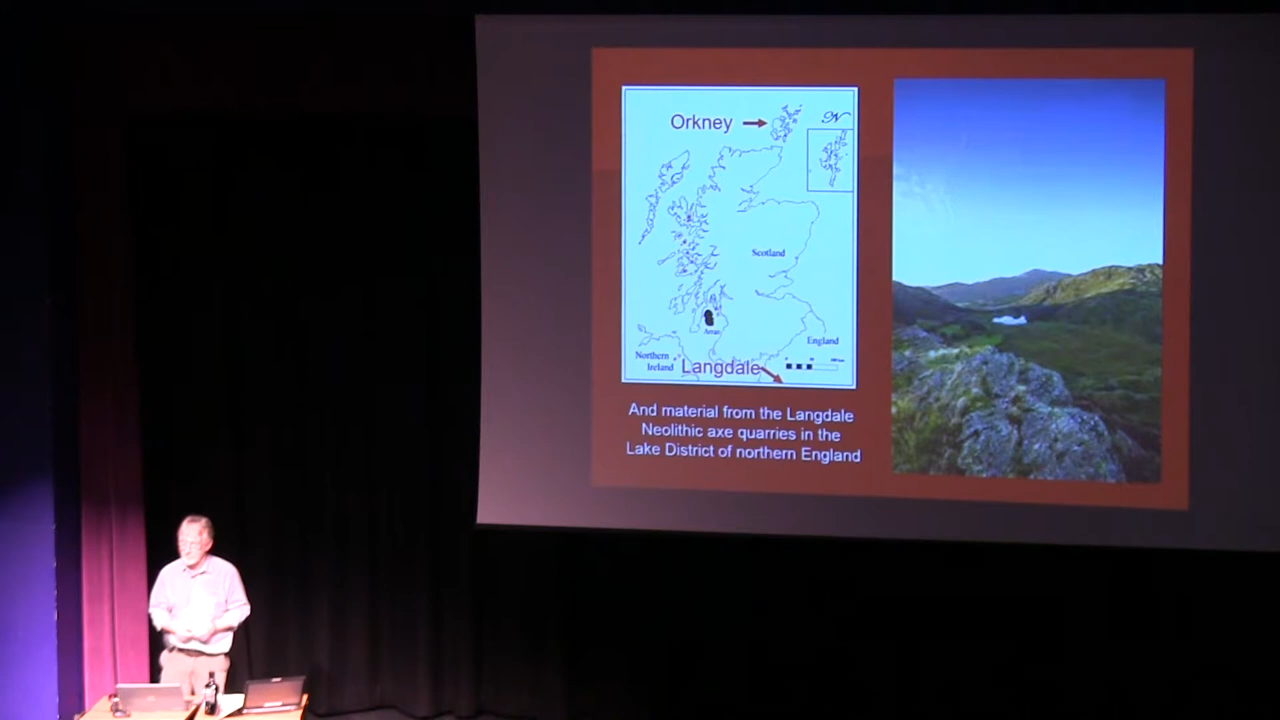 Orkney
N
Scotland
Arran
England
Northern
Ireland
Langdale
And material from the Langdale
Neolithic axe quarries in the
Lake District of northern England